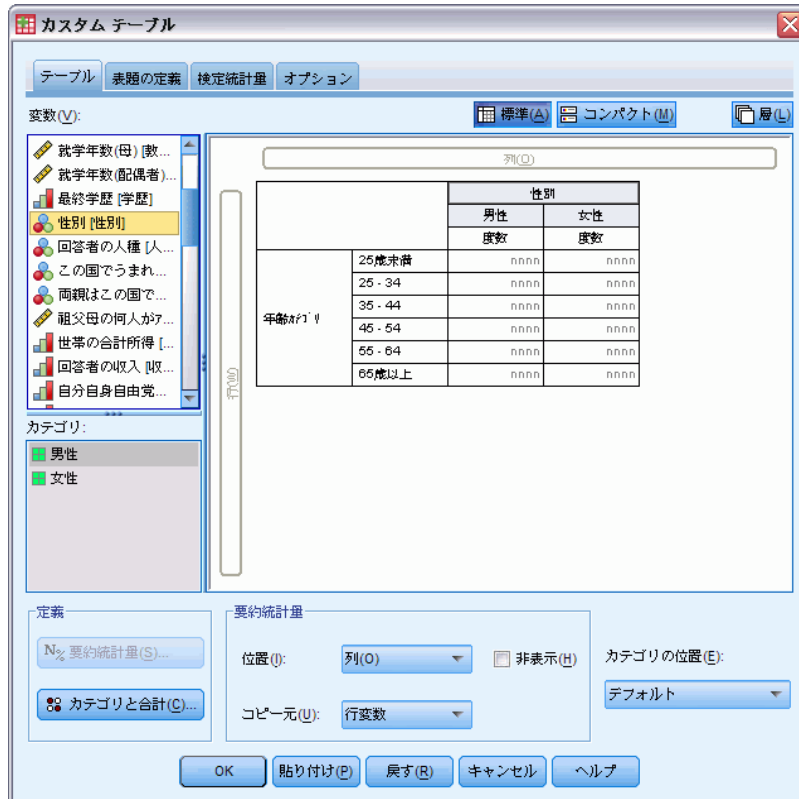 カスタム テーブル
テーブル 表題の定義 検定統計量 オプション
変数(V):
標準(A) コンパクト(M) 層(L)
就学年数(母) [数...
就学年数(配偶者)...
最終学歴 [学歴]
性別 [性別]
回答者の人種 [人...
この国でうまれ...
両親はこの国で...
祖父母の何人がア...
世帯の合計所得 [...
回答者の収入 [収...
自分自身自由党...
カテゴリ:
男性
女性
列(O)
行(W)
性別
男性 女性
度数 度数
年齢カテゴリ
25歳未満 nnnn nnnn
25 - 34 nnnn nnnn
35 - 44 nnnn nnnn
45 - 54 nnnn nnnn
55 - 64 nnnn nnnn
65歳以上 nnnn nnnn
定義
N% 要約統計量(S)...
カテゴリと合計(C)...
要約統計量
位置(I): 列(O) 非表示(H)
コピー元(U): 行変数
カテゴリの位置(E):
デフォルト
OK 貼り付け(P) 戻す(R) キャンセル ヘルプ